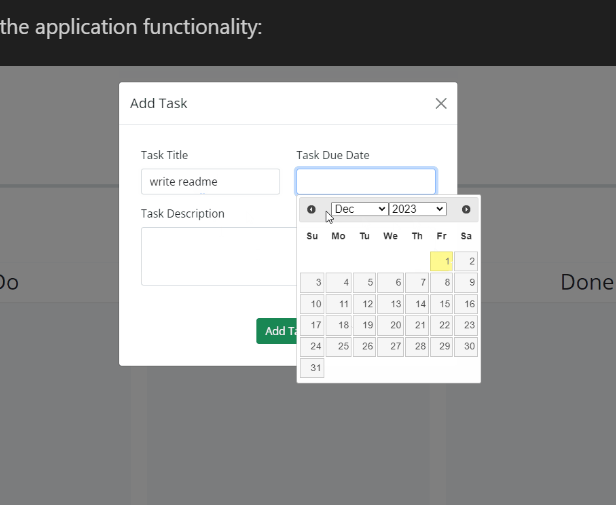 the application functionality:
Add Task
Task Title
Task Due Date
write readme
Task Description
Dec 2023
Su Mo Tu We Th Fr Sa
1 2
3 4 5 6 7 8 9
10 11 12 13 14 15 16
Do
Done
17 18 19 20 21 22 23
Add Ta
24 25 26 27 28 29 30
31